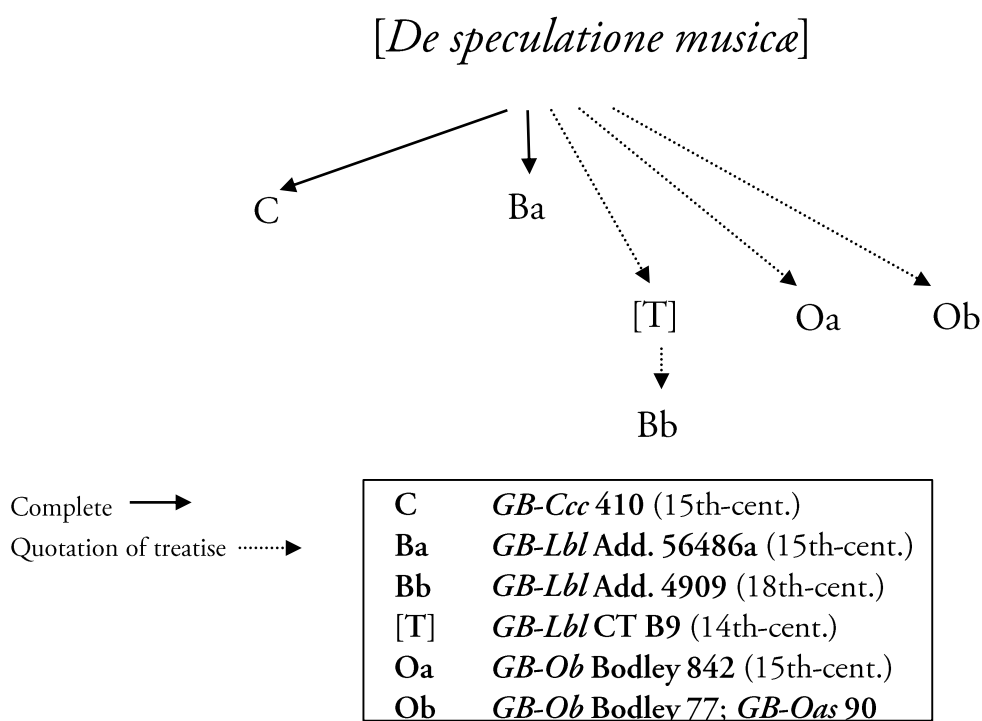 [De speculatione musicæ]
C
Ba
[T]
Oa
Ob
Bb
Complete
Quotation of treatise
C GB-Ccc 410 (15th-cent.)
Ba GB-Lbl Add. 56486a (15th-cent.)
Bb GB-Lbl Add. 4909 (18th-cent.)
[T] GB-Lbl CT B9 (14th-cent.)
Oa GB-Ob Bodley 842 (15th-cent.)
Ob GB-Ob Bodley 77; GB-Oas 90